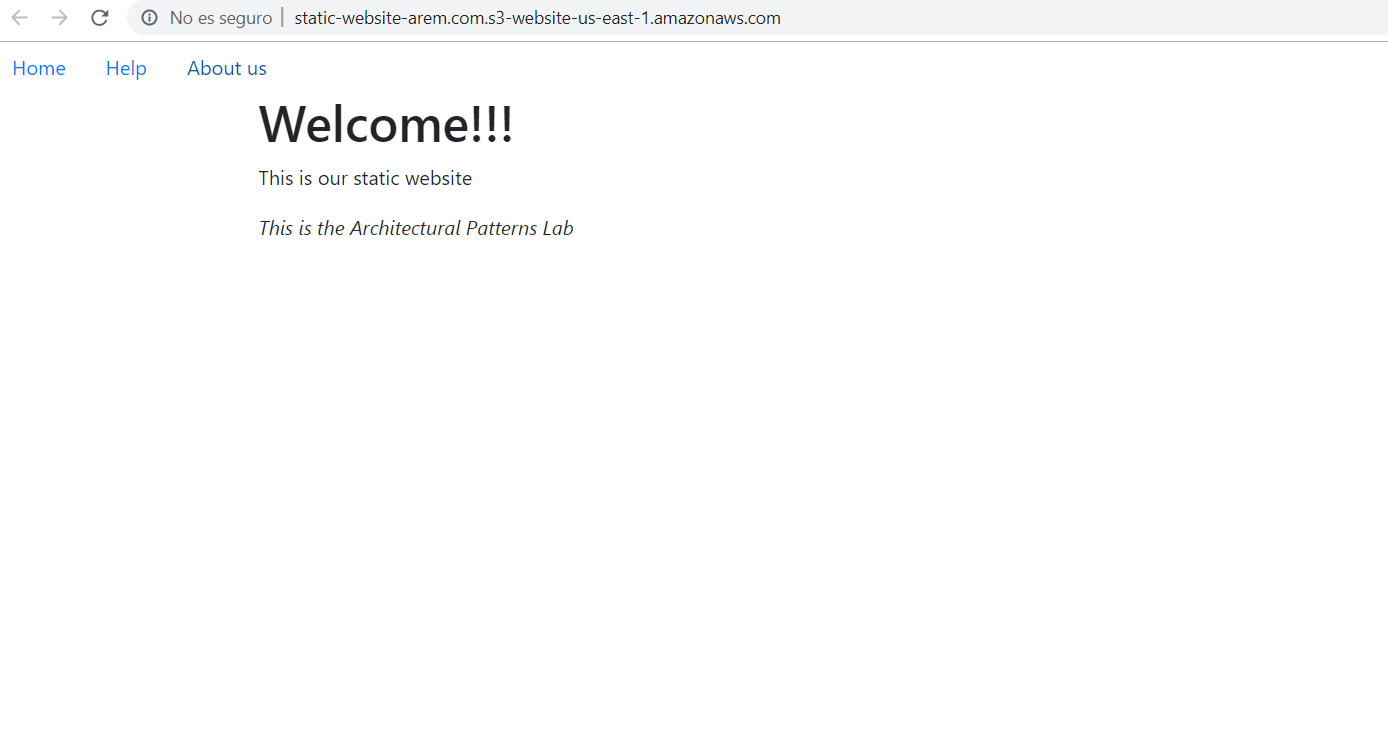 No es seguro | static-website-arem.com.s3-website-us-east-1.amazonaws.com
Home Help About us
Welcome!!!
This is our static website
This is the Architectural Patterns Lab